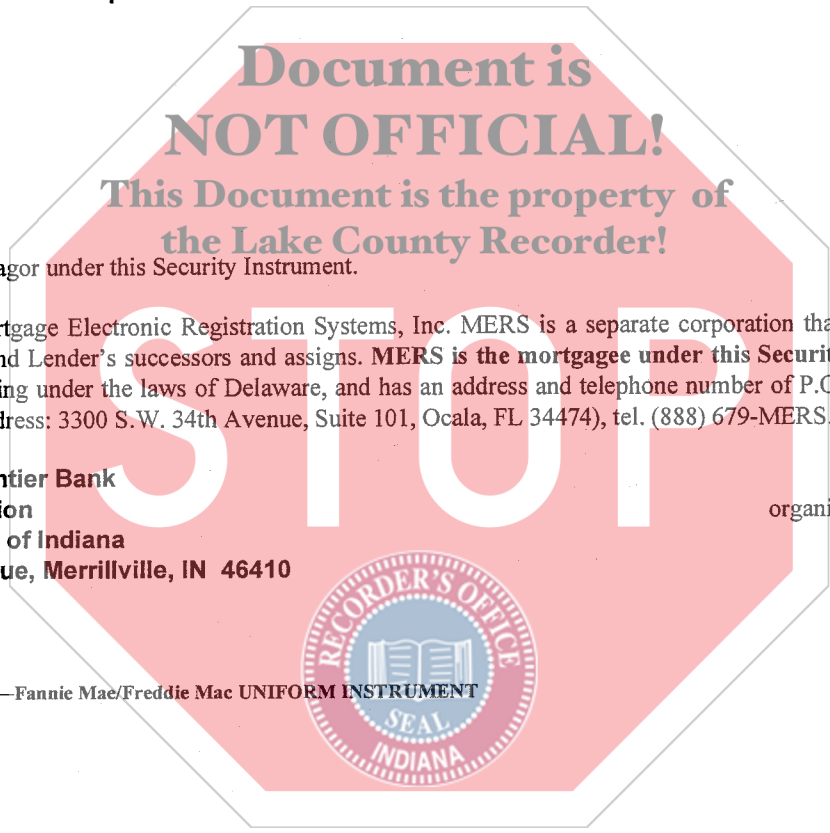 Document is
NOT OFFICIAL!
This Document is the property of
the Lake County Recorder!
agor under this Security Instrument.
rtgage Electronic Registration Systems, Inc. MERS is a separate corporation tha
nd Lender's successors and assigns. MERS is the mortgagee under this Securit
ing under the laws of Delaware, and has an address and telephone number of P.O
dress: 3300 S.W. 34th Avenue, Suite 101, Ocala, FL 34474), tel. (888) 679-MERS.
STOP
ntier Bank
ion organi
of Indiana
ue, Merrillville, IN 46410
RECORDER'S OFFICE
—Fannie Mae/Freddie Mac UNIFORM INSTRUMENT
SEAL
INDIANA